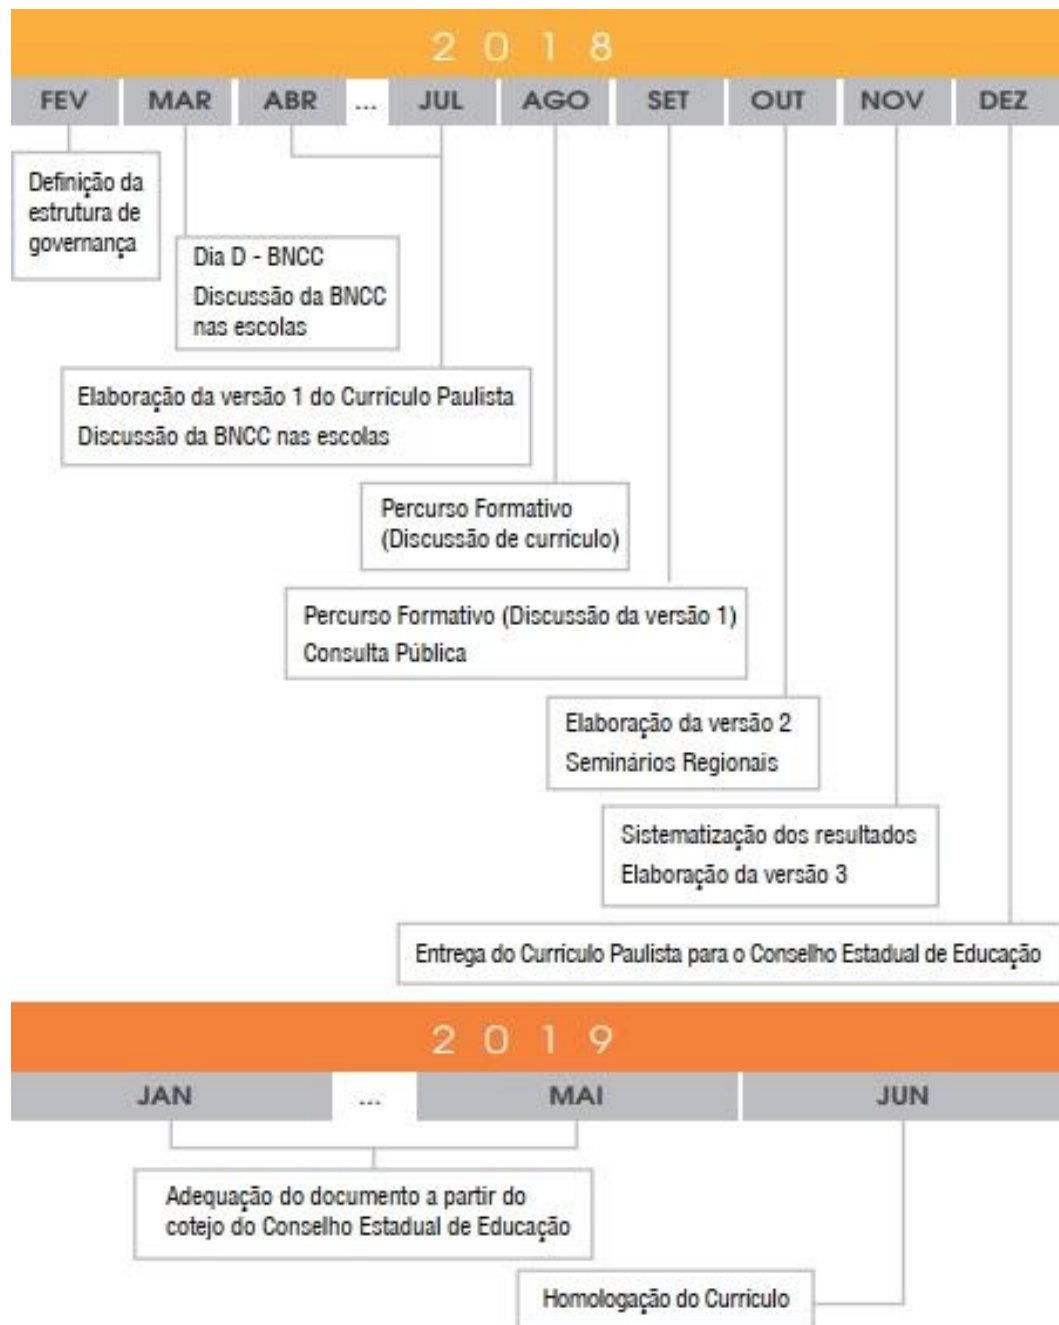 2 0 1 8
FEV MAR ABR ... JUL AGO SET OUT NOV DEZ
Definição da
estrutura de
governança
Dia D - BNCC
Discussão da BNCC
nas escolas
Elaboração da versão 1 do Currículo Paulista
Discussão da BNCC nas escolas
Percurso Formativo
(Discussão de currículo)
Percurso Formativo (Discussão da versão 1)
Consulta Pública
Elaboração da versão 2
Seminários Regionais
Sistematização dos resultados
Elaboração da versão 3
Entrega do Currículo Paulista para o Conselho Estadual de Educação
2 0 1 9
JAN ... MAI JUN
Adequação do documento a partir do
cotejo do Conselho Estadual de Educação
Homologação do Currículo